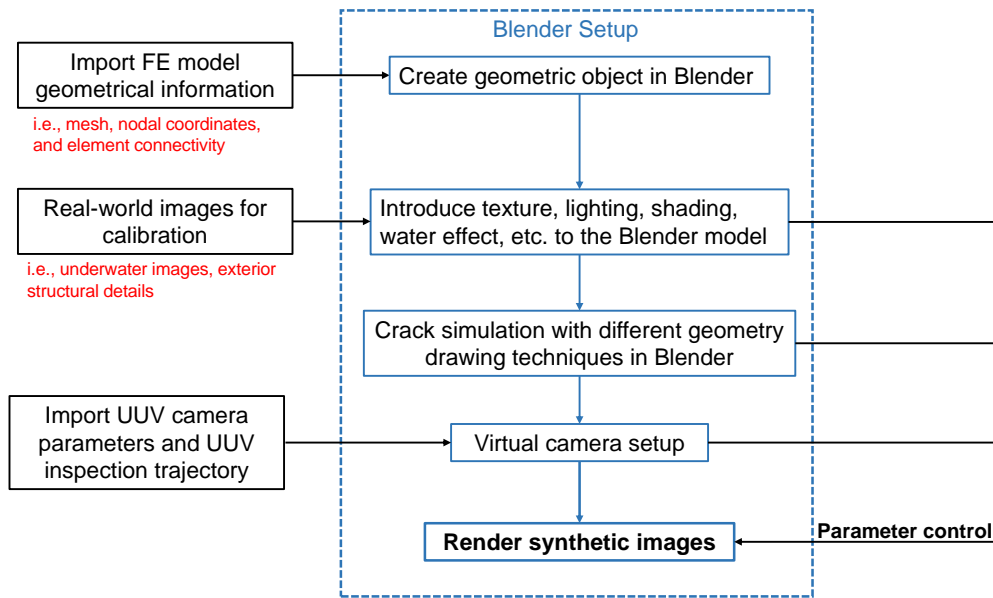 Blender Setup
Import FE model
geometrical information
Create geometric object in Blender
i.e., mesh, nodal coordinates,
and element connectivity
Real-world images for
calibration
Introduce texture, lighting, shading,
water effect, etc. to the Blender model
i.e., underwater images, exterior
structural details
Crack simulation with different geometry
drawing techniques in Blender
Import UUV camera
parameters and UUV
inspection trajectory
Virtual camera setup
Render synthetic images
Parameter control